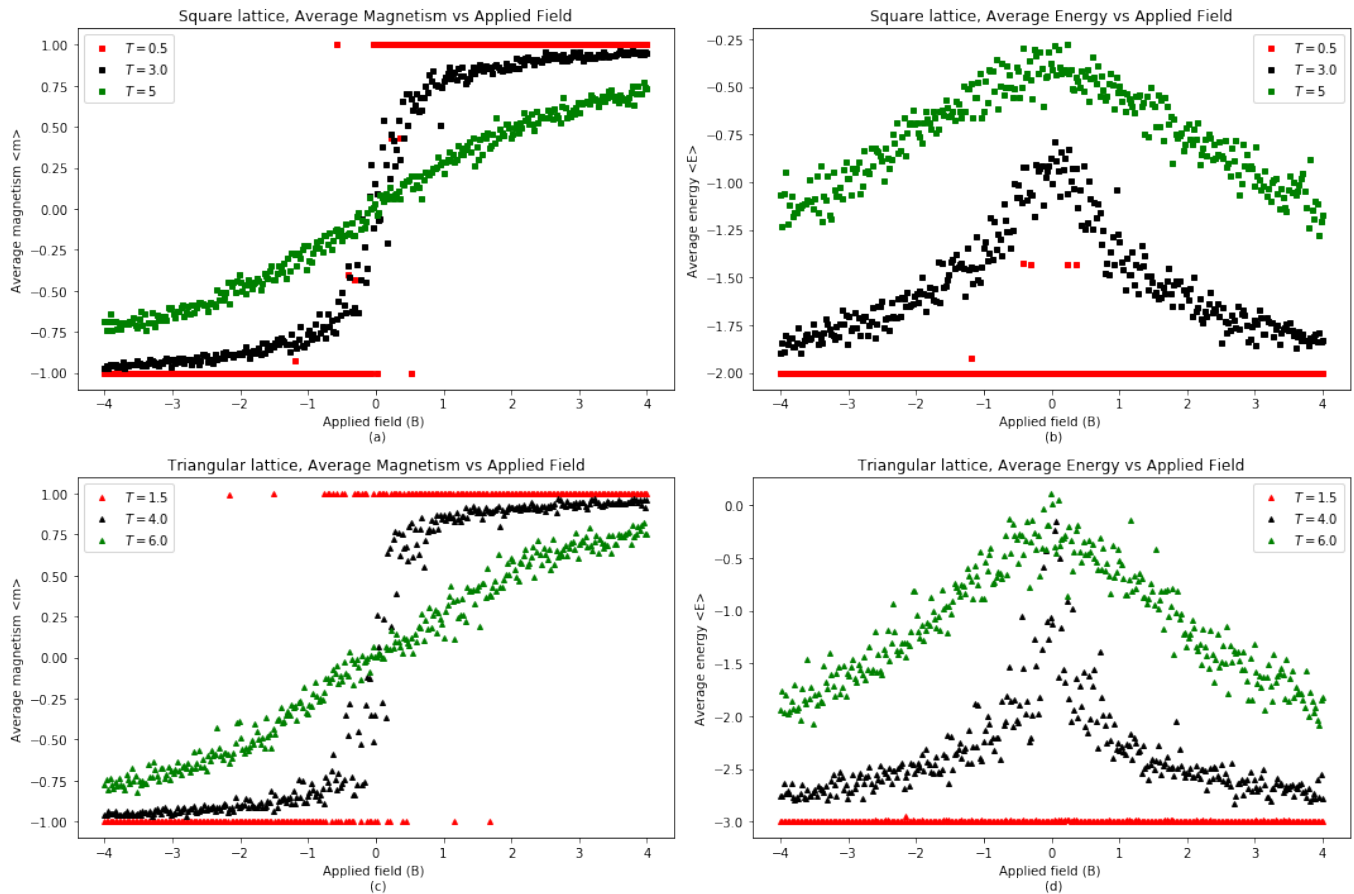 Square lattice, Average Magnetism vs Applied Field
1.00
0.75
0.50
0.25
0.00
−0.25
−0.50
−0.75
−1.00
Average magnetism <m>
T = 0.5
T = 3.0
T = 5
−4 −3 −2 −1 0 1 2 3 4
Applied field (B)
(a)
Square lattice, Average Energy vs Applied Field
−0.25
−0.50
−0.75
−1.00
−1.25
−1.50
−1.75
−2.00
Average energy <E>
T = 0.5
T = 3.0
T = 5
−4 −3 −2 −1 0 1 2 3 4
Applied field (B)
(b)
Triangular lattice, Average Magnetism vs Applied Field
1.00
0.75
0.50
0.25
0.00
−0.25
−0.50
−0.75
−1.00
Average magnetism <m>
T = 1.5
T = 4.0
T = 6.0
−4 −3 −2 −1 0 1 2 3 4
Applied field (B)
(c)
Triangular lattice, Average Energy vs Applied Field
0.0
−0.5
−1.0
−1.5
−2.0
−2.5
−3.0
Average energy <E>
T = 1.5
T = 4.0
T = 6.0
−4 −3 −2 −1 0 1 2 3 4
Applied field (B)
(d)